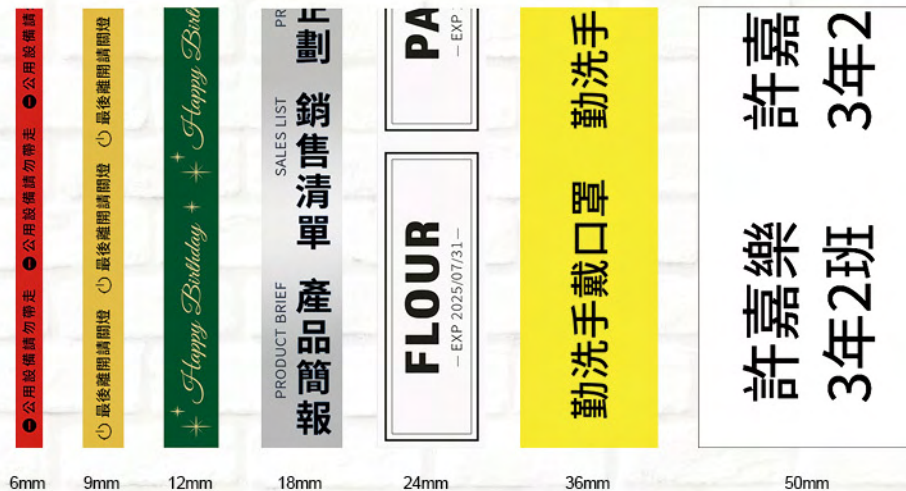 ⊖ 公用設備請勿帶走 ⊖ 公用設備請勿帶走 ⊖ 公用設備請
最後離開請關燈 最後離開請關燈 最後離開請關燈
Happy Birthday Happy Birth
PRODUCT BRIEF SALES LIST PR
產品簡報 銷售清單 企劃
FLOUR
— EXP 2025/07/31 —
PA
— EXP
勤洗手戴口罩 勤洗手
許嘉樂 許嘉
3年2班 3年2
6mm 9mm 12mm 18mm 24mm 36mm 50mm